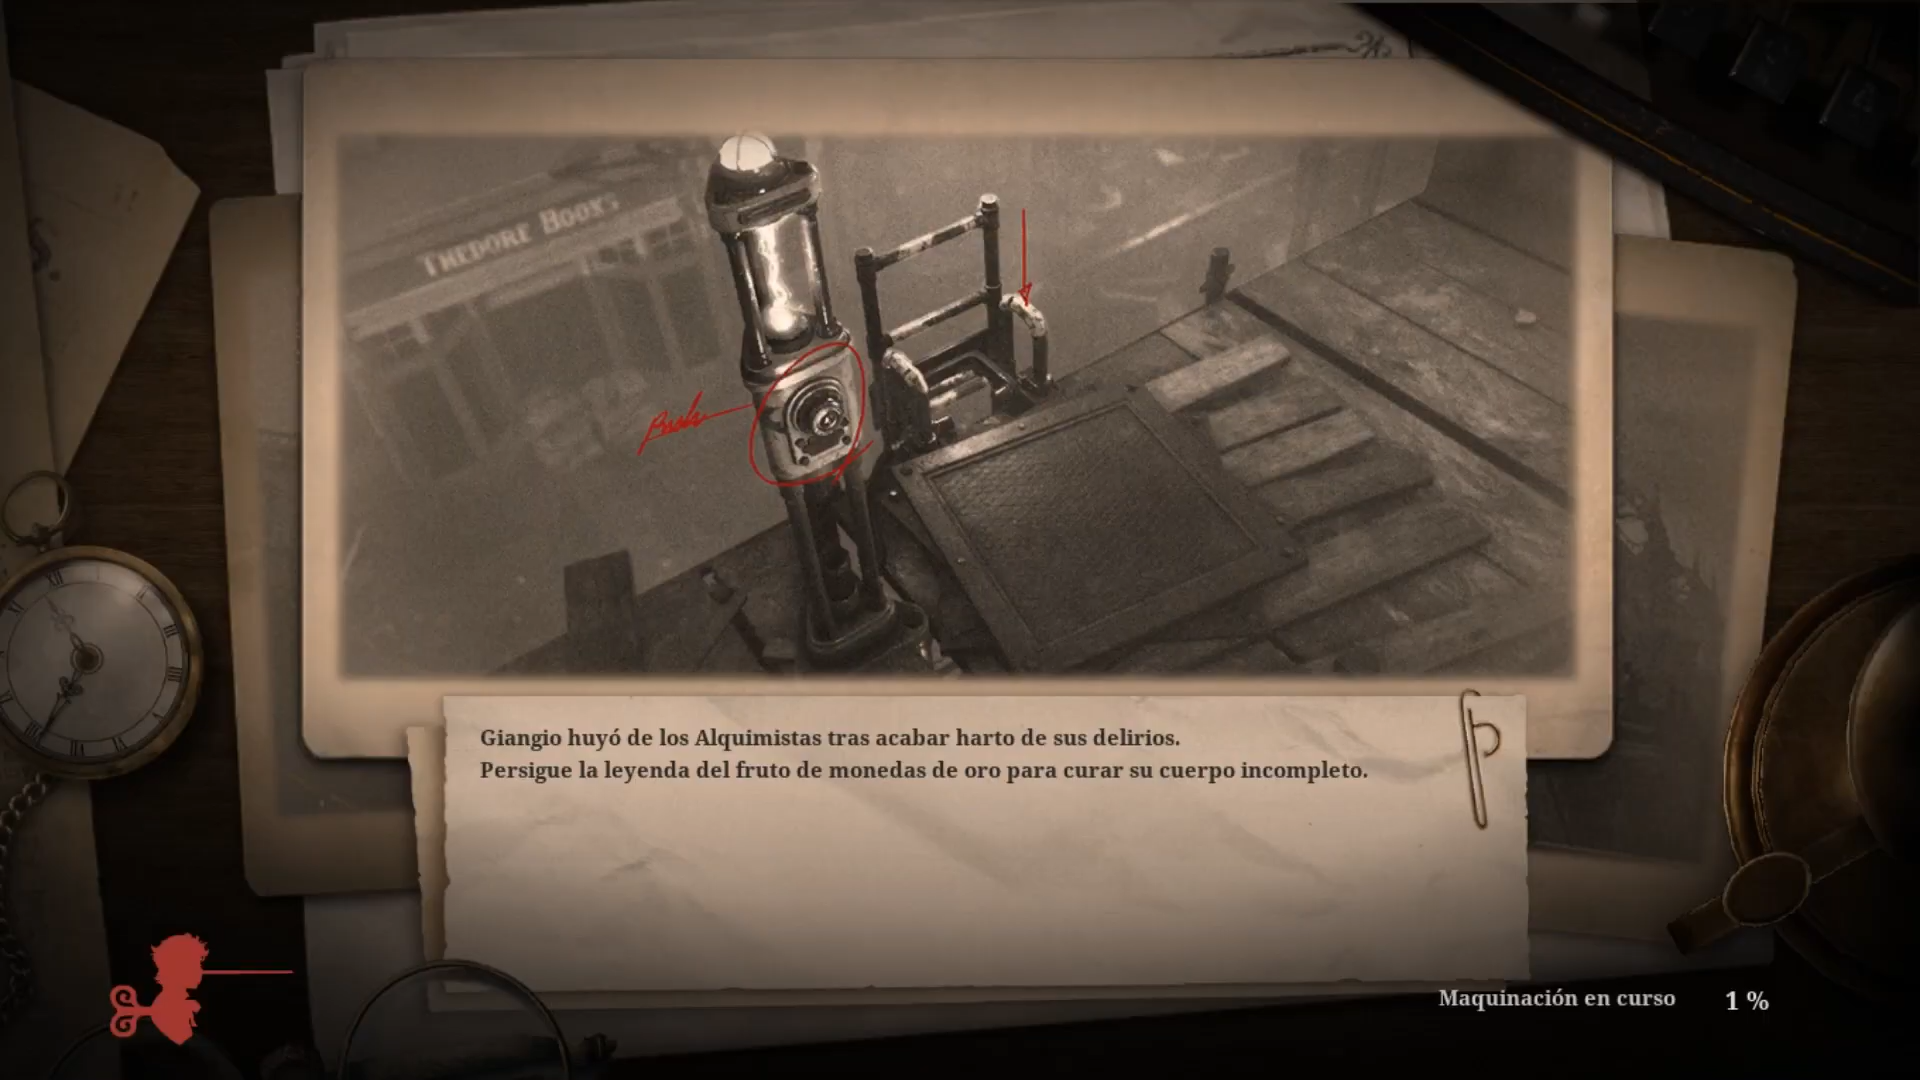 THEDORE BOOKS
Push
Giangio huyó de los Alquimistas tras acabar harto de sus delirios.
Persigue la leyenda del fruto de monedas de oro para curar su cuerpo incompleto.
Maquinación en curso 1 %